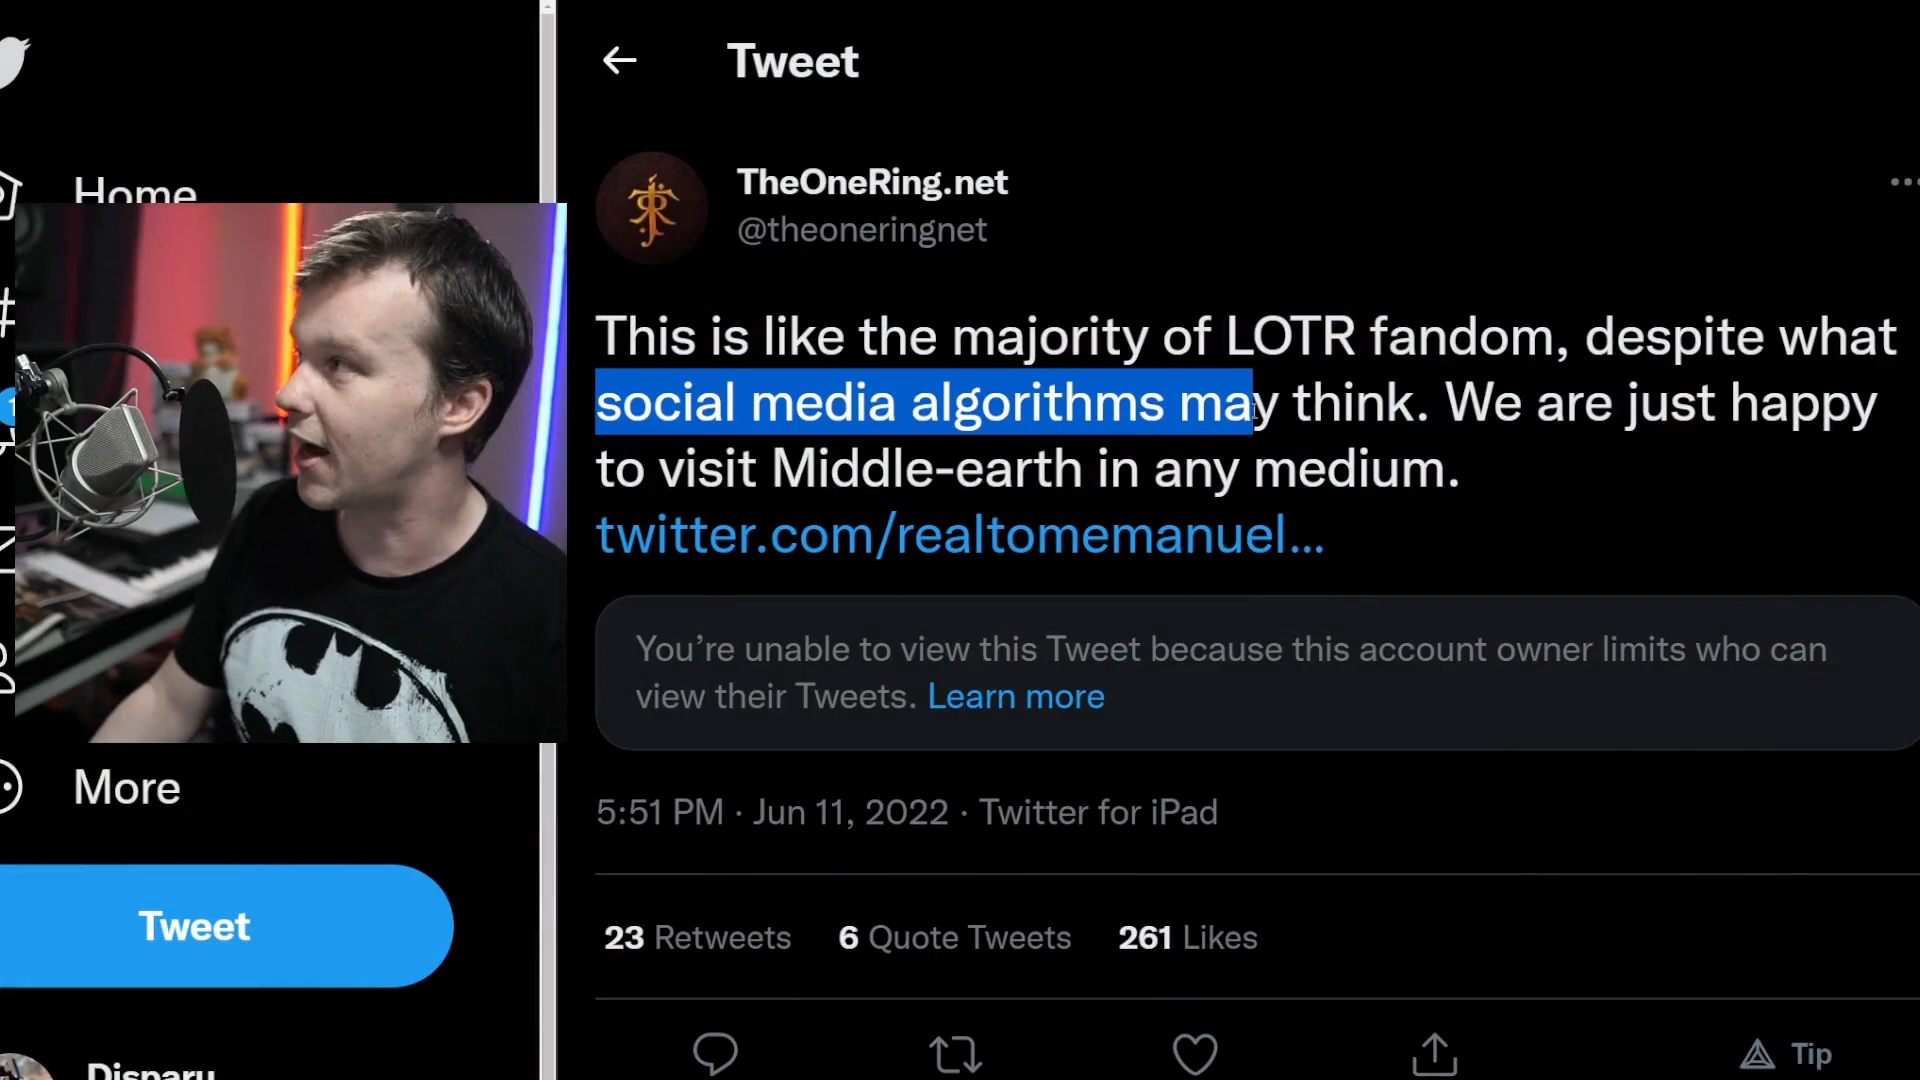 Tweet
Home
TheOneRing.net
@theoneringnet
This is like the majority of LOTR fandom, despite what
social media algorithms may think. We are just happy
to visit Middle-earth in any medium.
twitter.com/realtomemanuel...
You’re unable to view this Tweet because this account owner limits who can
view their Tweets. Learn more
More
5:51 PM · Jun 11, 2022 · Twitter for iPad
Tweet
23 Retweets 6 Quote Tweets 261 Likes
Tip
Disparu